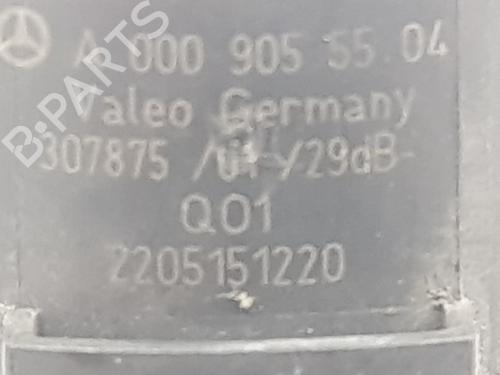 A 000 905 55 04
Valeo Germany
307875 /01 /29dB-
Q01
2205151220
B-PARTS